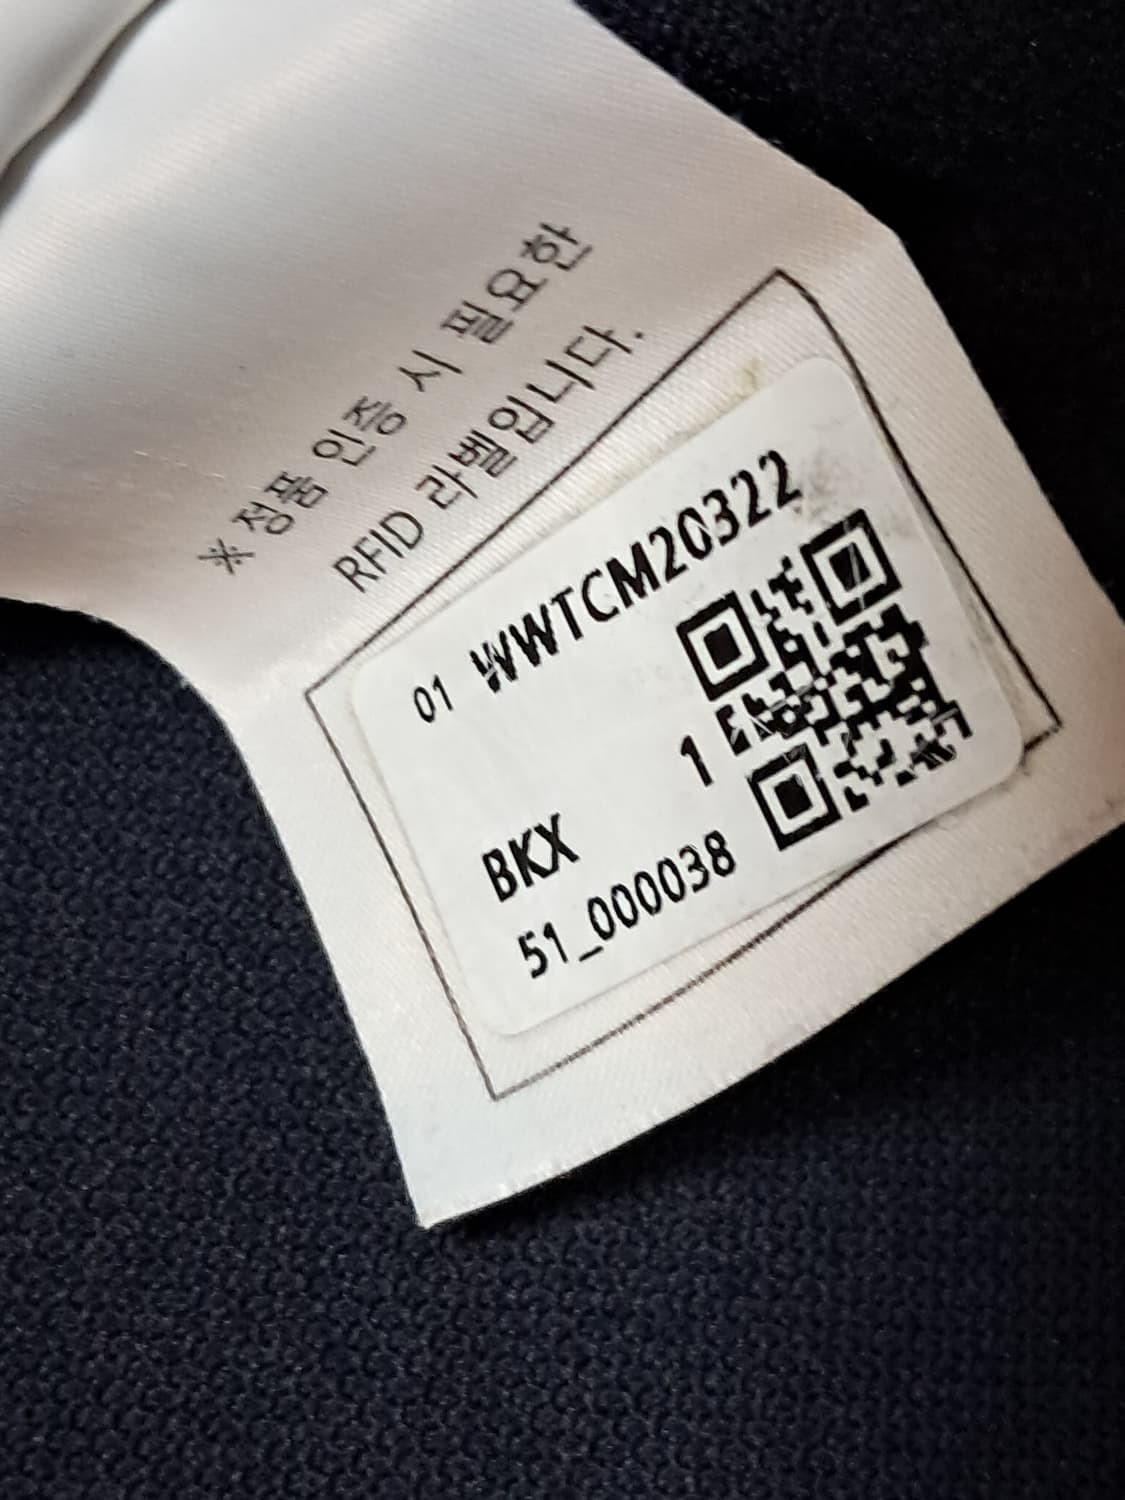 ※정품 인증 시 필요한
RFID 라벨입니다.
01 WWTCM20322
1
BKX
51_000038